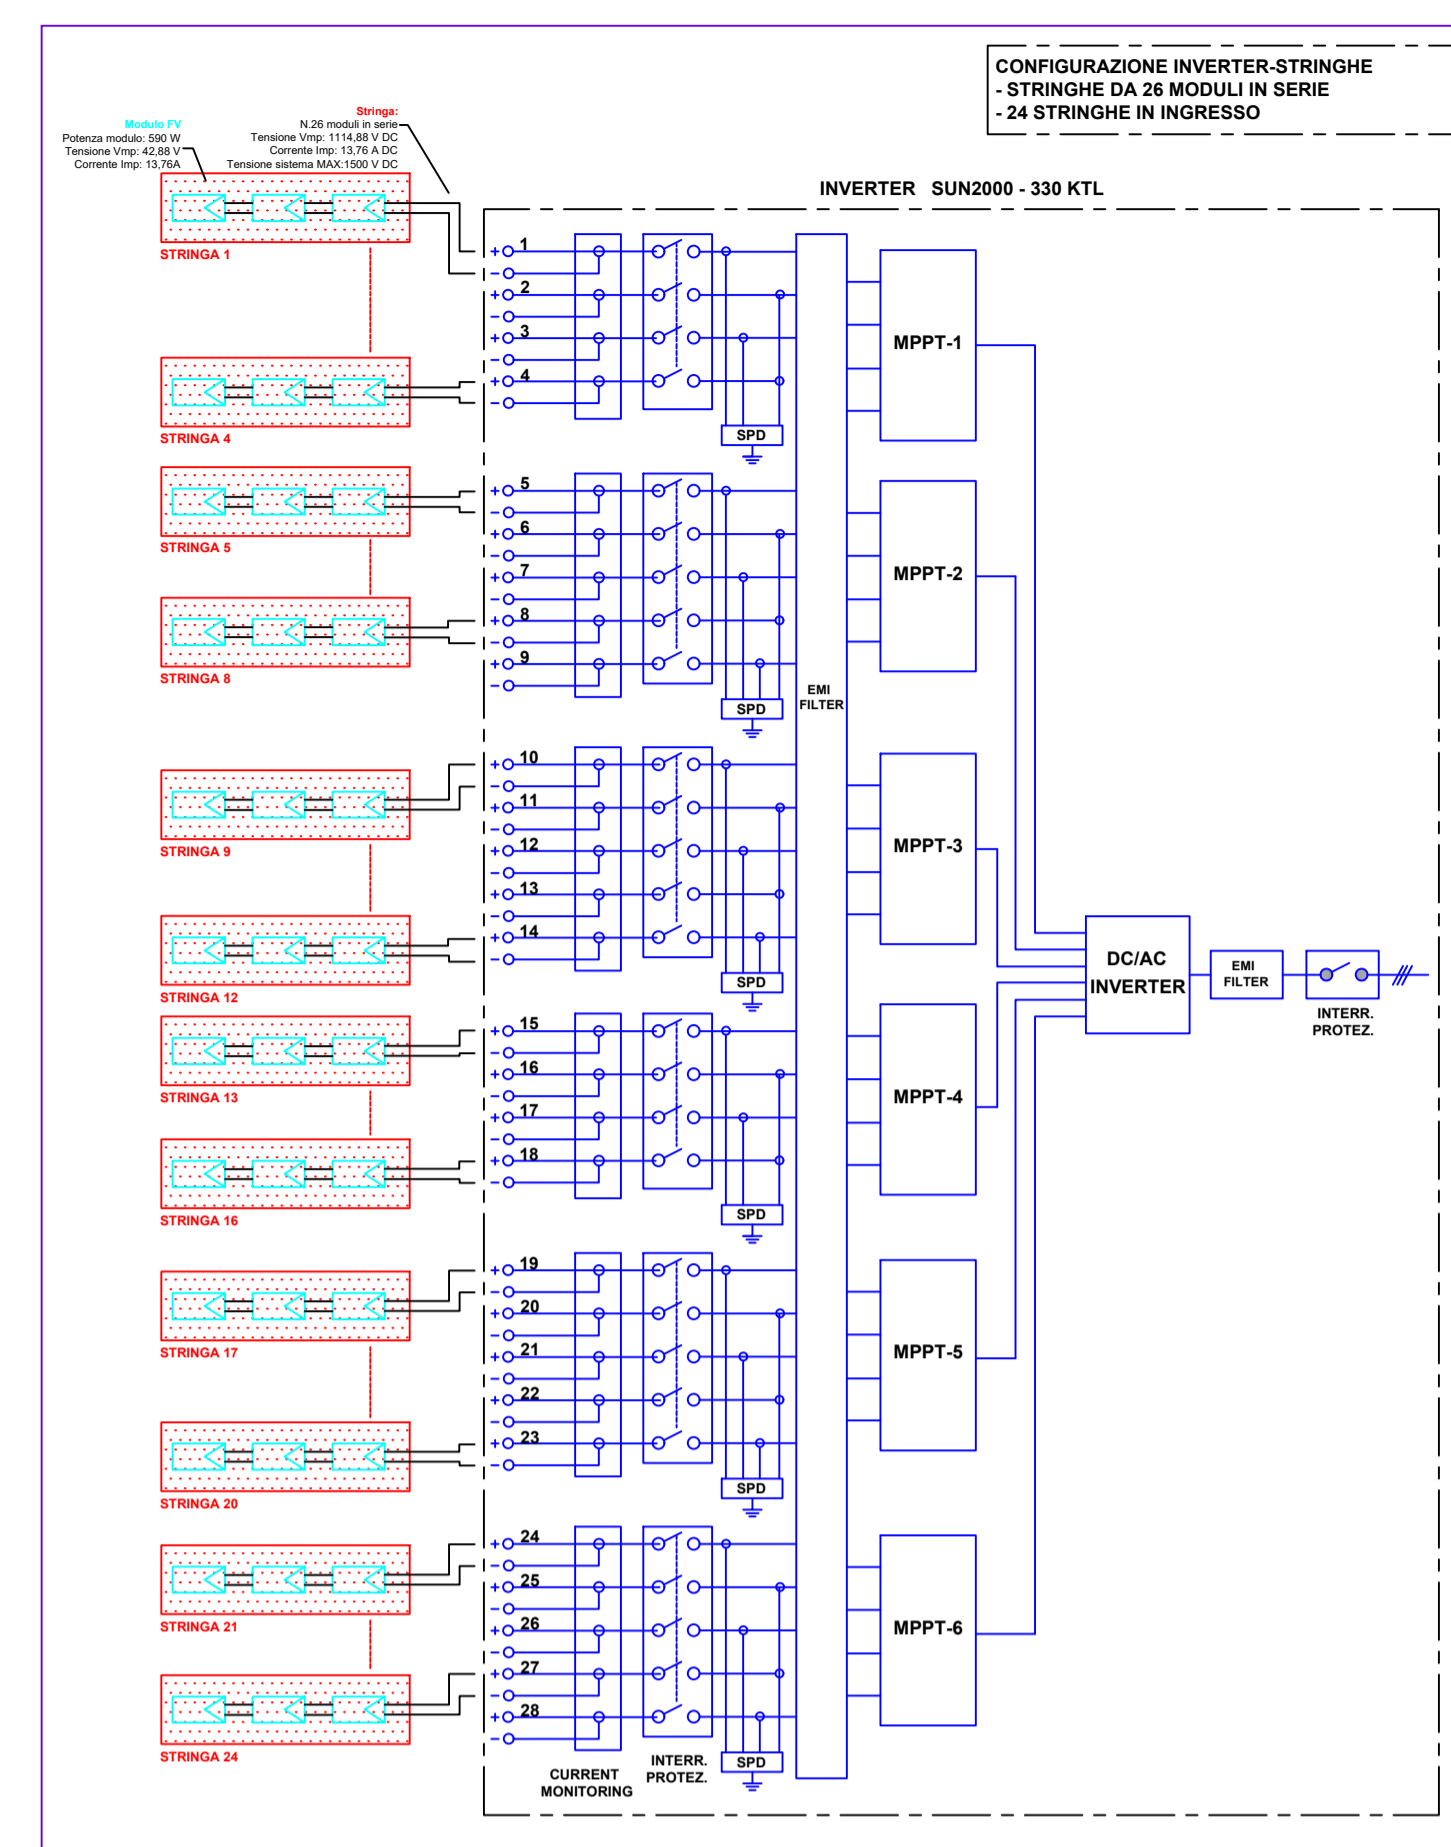 CONFIGURAZIONE INVERTER-STRINGHE
- STRINGHE DA 26 MODULI IN SERIE
- 24 STRINGHE IN INGRESSO
Modulo FV
Potenza modulo: 590 W
Tensione Vmp: 42,88 V
Corrente Imp: 13,76A
Stringa:
N.26 moduli in serie
Tensione Vmp: 1114,88 V DC
Corrente Imp: 13,76 A DC
Tensione sistema MAX:1500 V DC
INVERTER SUN2000 - 330 KTL
STRINGA 1
STRINGA 4
STRINGA 5
STRINGA 8
STRINGA 9
STRINGA 12
STRINGA 13
STRINGA 16
STRINGA 17
STRINGA 20
STRINGA 21
STRINGA 24
+ 1
-
+ 2
-
+ 3
-
+ 4
-
SPD
+ 5
-
+ 6
-
+ 7
-
+ 8
-
+ 9
-
SPD
+ 10
-
+ 11
-
+ 12
-
+ 13
-
+ 14
-
SPD
+ 15
-
+ 16
-
+ 17
-
+ 18
-
SPD
+ 19
-
+ 20
-
+ 21
-
+ 22
-
+ 23
-
SPD
+ 24
-
+ 25
-
+ 26
-
+ 27
-
+ 28
-
SPD
CURRENT
MONITORING
INTERR.
PROTEZ.
EMI
FILTER
MPPT-1
MPPT-2
MPPT-3
MPPT-4
MPPT-5
MPPT-6
DC/AC
INVERTER
EMI
FILTER
INTERR.
PROTEZ.